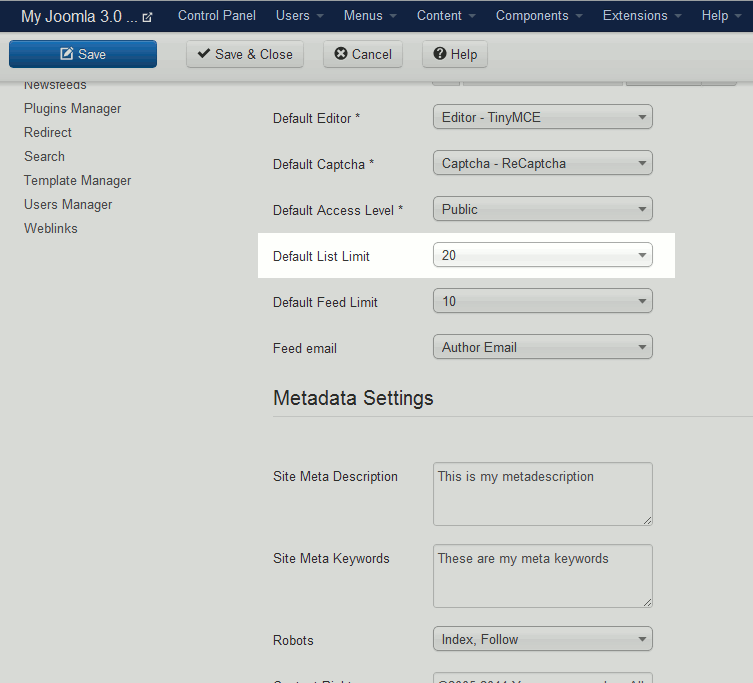 My Joomla 3.0 ... Control Panel Users Menus Content Components Extensions Help
Save Save & Close Cancel Help
Newsfeeds
Plugins Manager
Redirect
Search
Template Manager
Users Manager
Weblinks
Default Editor * Editor - TinyMCE
Default Captcha * Captcha - ReCaptcha
Default Access Level * Public
Default List Limit 20
Default Feed Limit 10
Feed email Author Email
Metadata Settings
Site Meta Description This is my metadescription
Site Meta Keywords These are my meta keywords
Robots Index, Follow